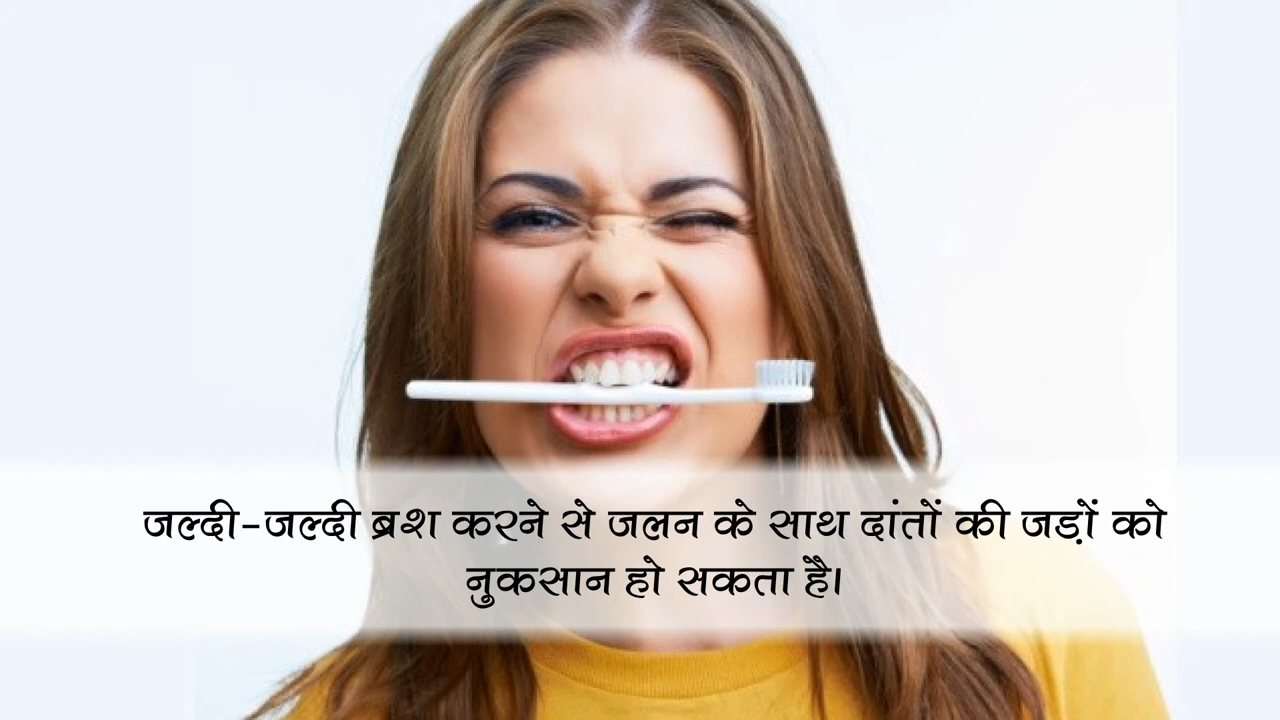 जल्दी-जल्दी ब्रश करने से जलन के साथ दांतों की जड़ों को
नुकसान हो सकता है।